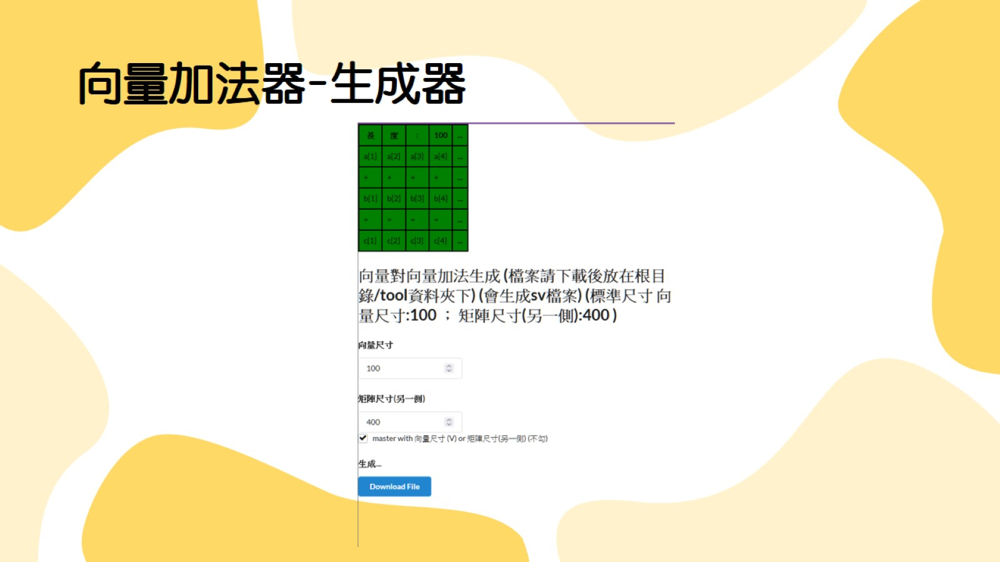 向量加法器-生成器
長 度 : 100 ...
a[1] a[2] a[3] a[4] ...
+ + + + ...
b[1] b[2] b[3] b[4] ...
= = = = ...
c[1] c[2] c[3] c[4] ...
向量對向量加法生成 (檔案請下載後放在根目
錄/tool資料夾下) (會生成sv檔案) (標準尺寸 向
量尺寸:100 ； 矩陣尺寸(另一側):400 )
向量尺寸
100
矩陣尺寸(另一側)
400
master with 向量尺寸 (V) or 矩陣尺寸(另一側) (不勾)
生成...
Download File